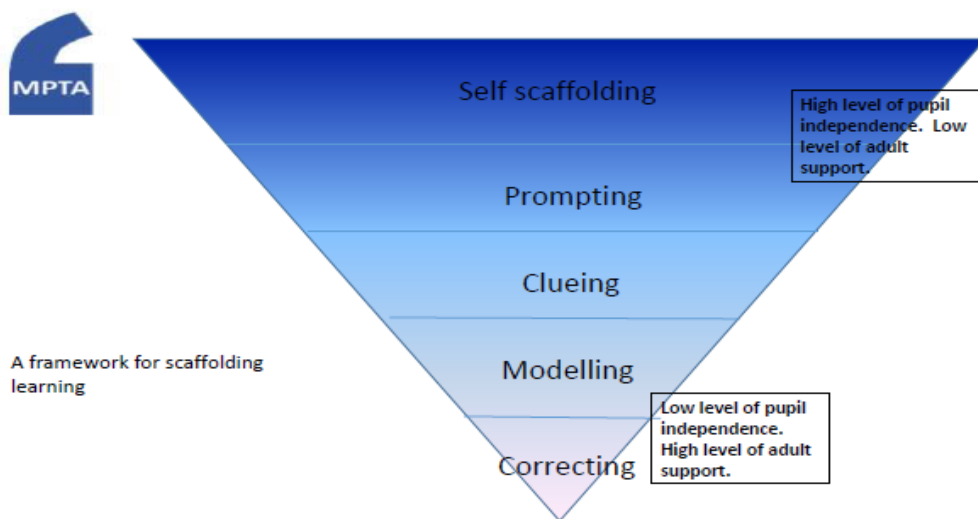 MPTA
Self scaffolding
High level of pupil
independence.  Low
level of adult
support.
Prompting
Clueing
A framework for scaffolding
learning
Modelling
Low level of pupil
independence.
High level of adult
support.
Correcting